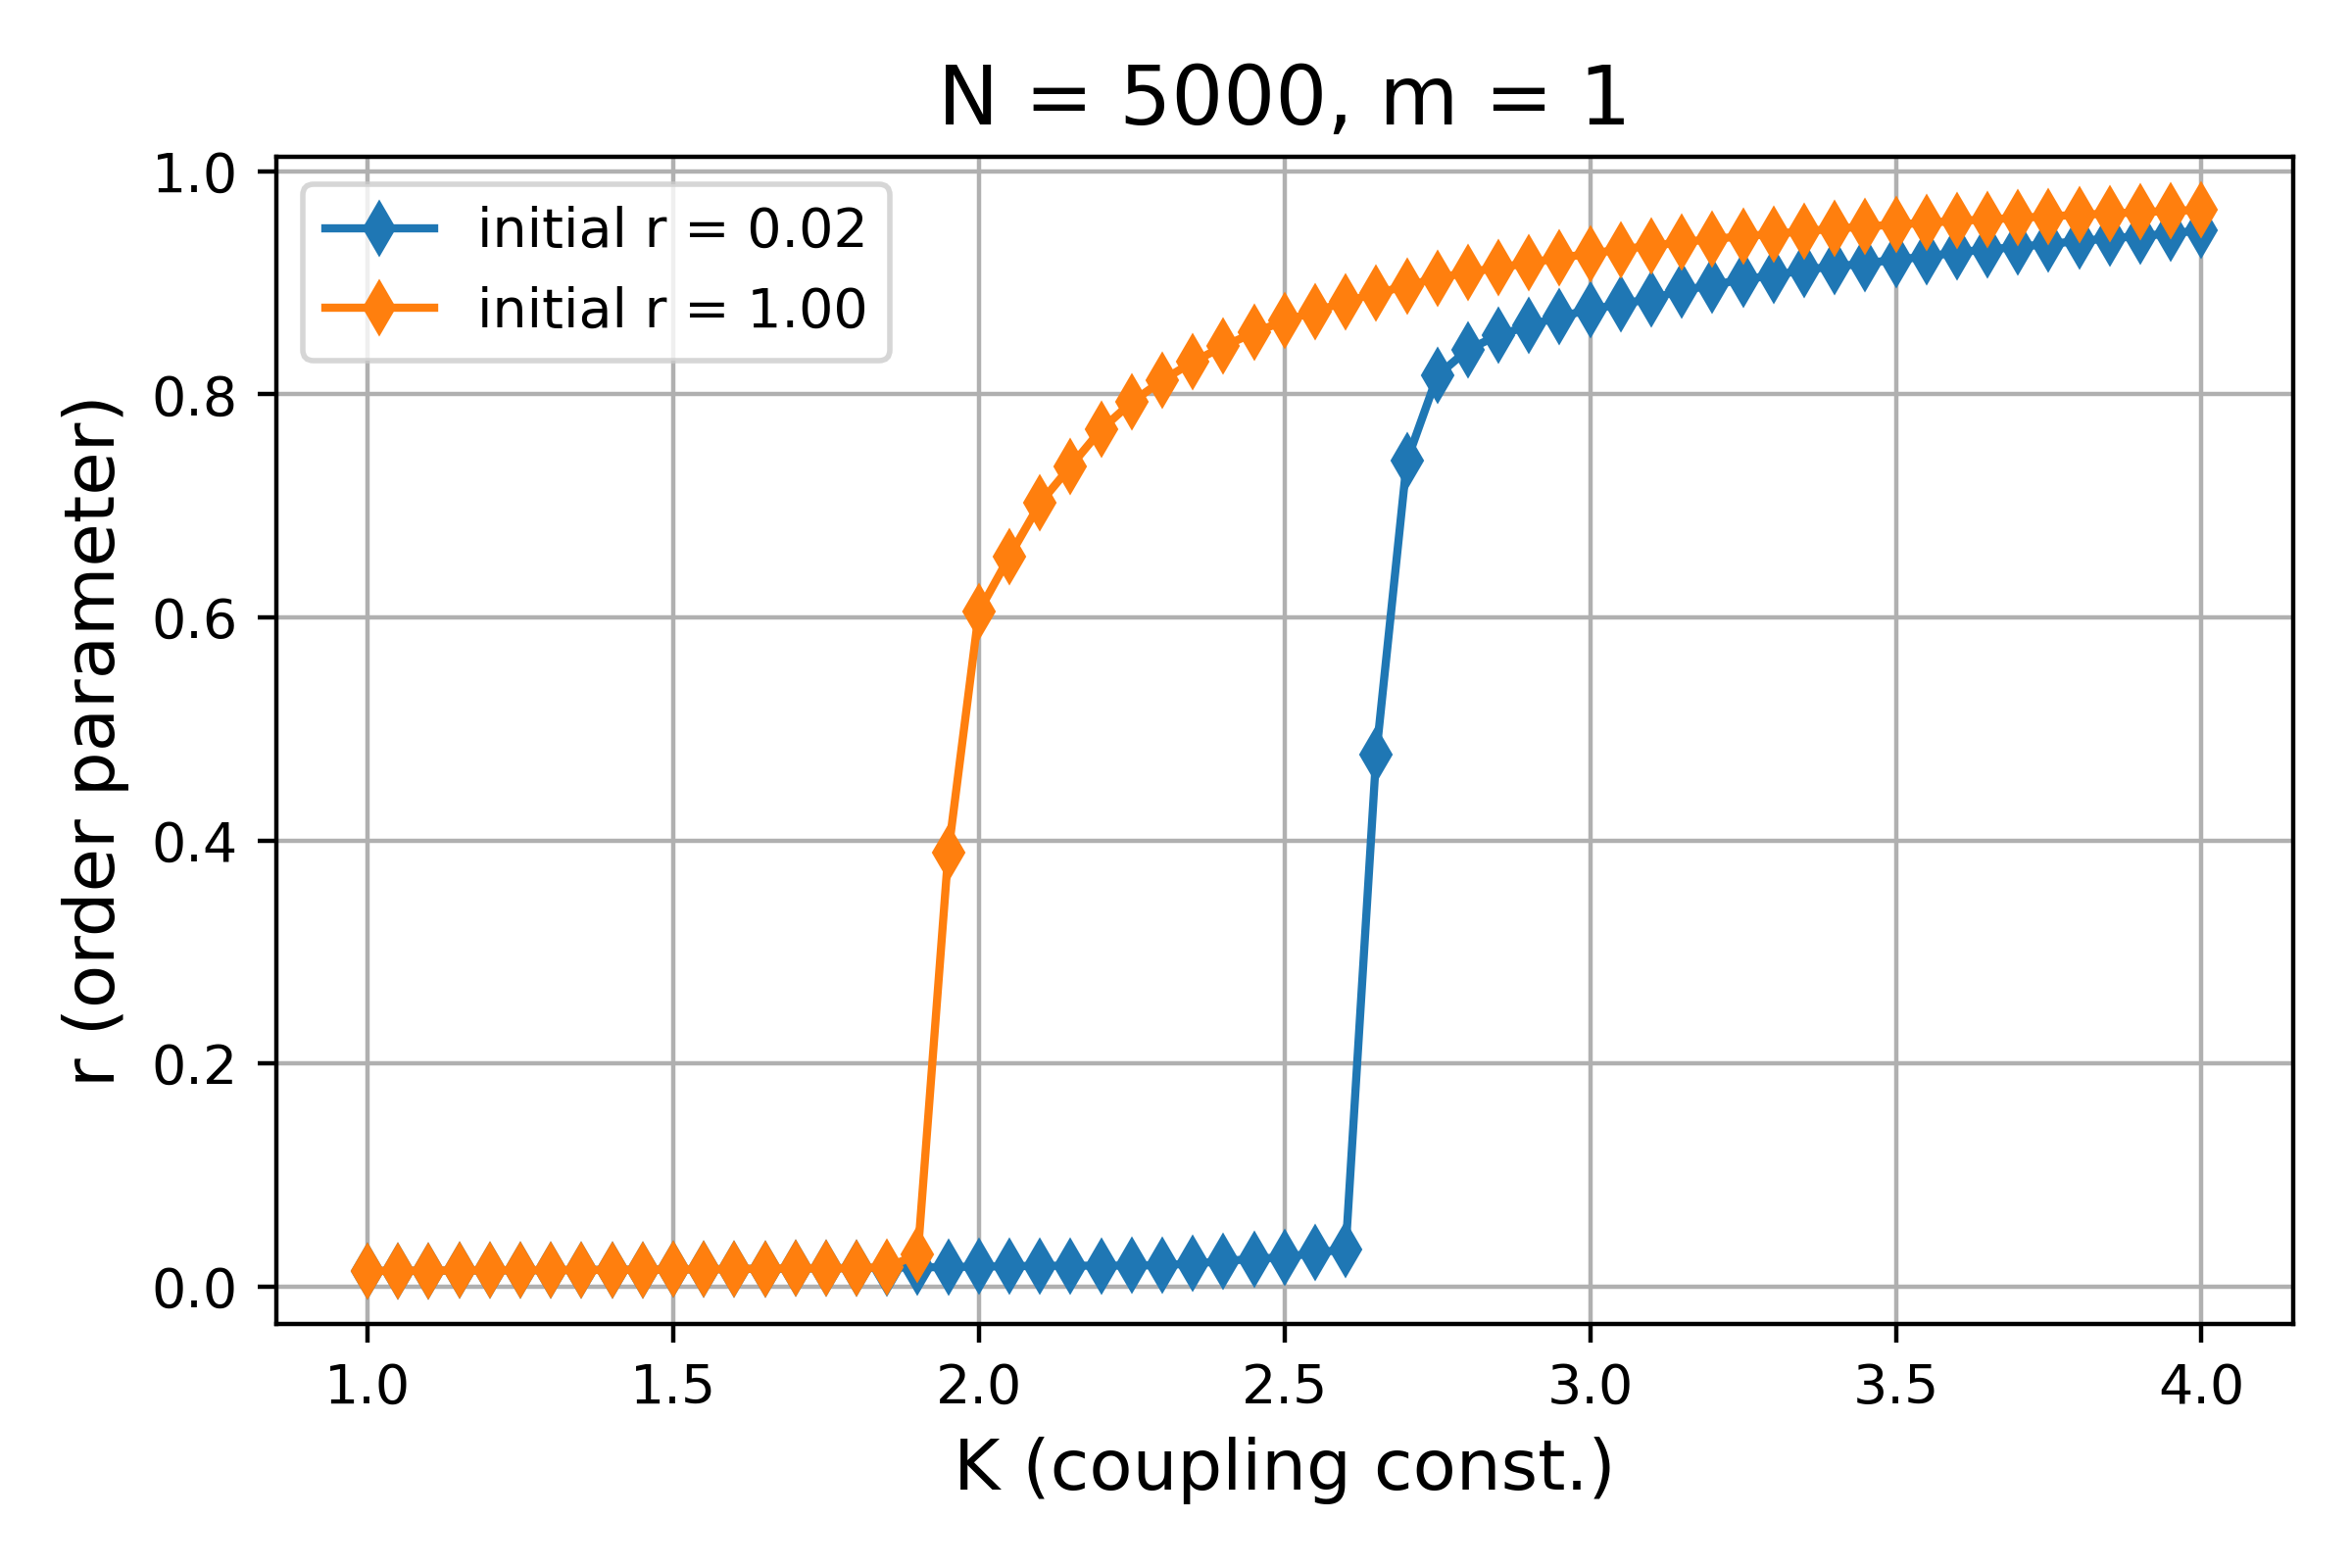 N = 5000, m = 1
initial r = 0.02
initial r = 1.00
r (order parameter)
1.0
0.8
0.6
0.4
0.2
0.0
1.0 1.5 2.0 2.5 3.0 3.5 4.0
K (coupling const.)